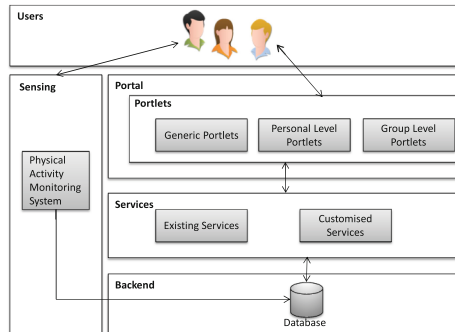 Users
Sensing
Physical
Activity
Monitoring
System
Portal
Portlets
Generic Portlets
Personal Level
Portlets
Group Level
Portlets
Services
Existing Services
Customised
Services
Backend
Database